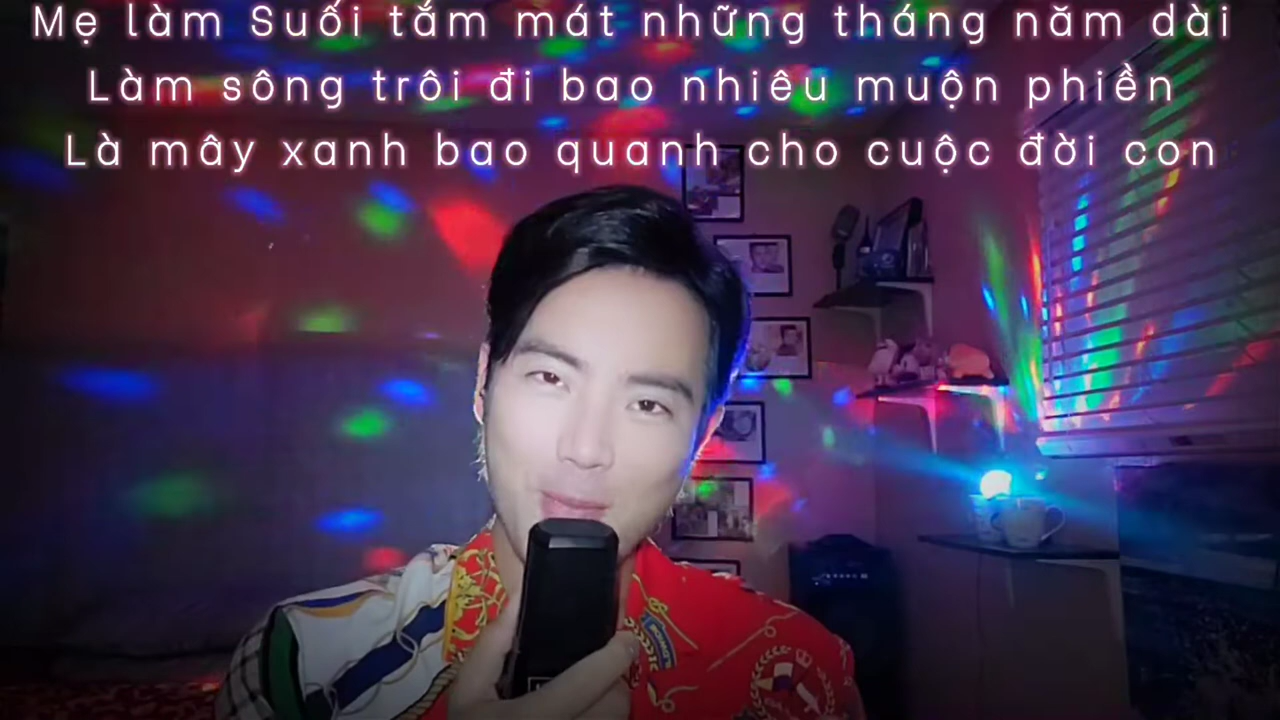 Mẹ làm Suối tắm mát những tháng năm dài
Làm sông trôi đi bao nhiêu muộn phiền
Là mây xanh bao quanh cho cuộc đời con